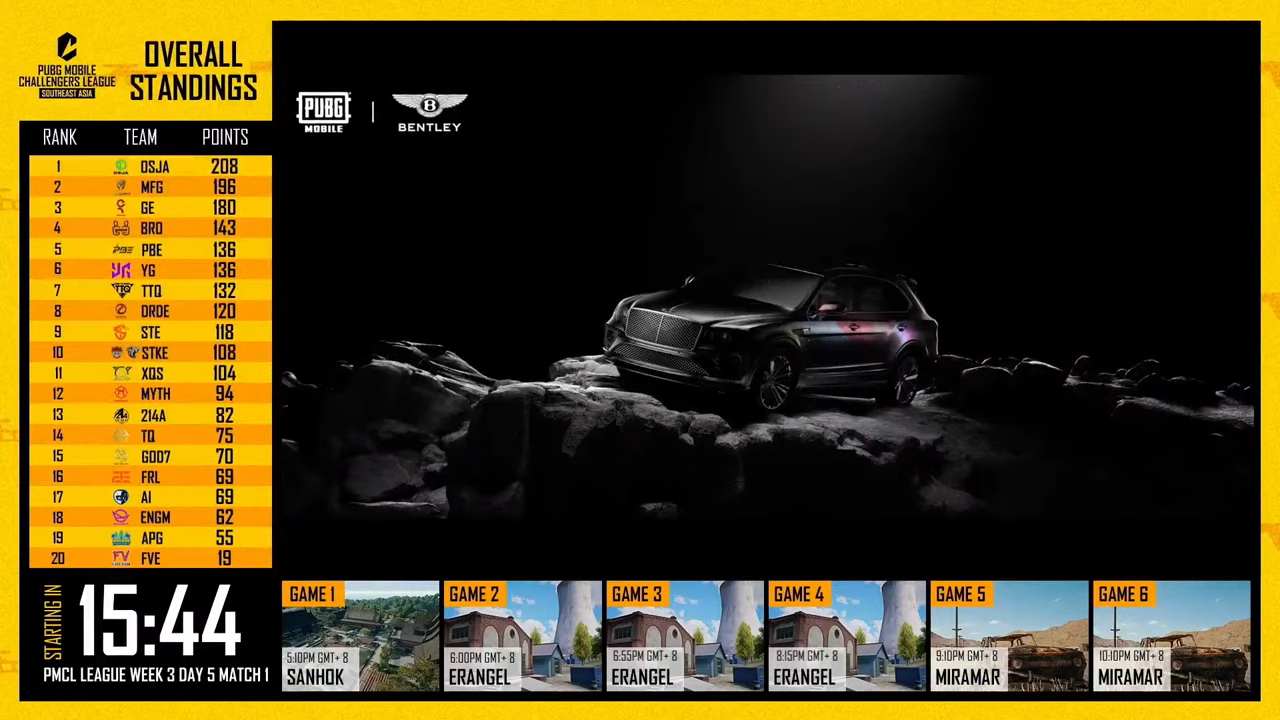 PUBG MOBILE
CHALLENGERS LEAGUE
SOUTHEAST ASIA
OVERALL
STANDINGS
RANK TEAM POINTS
1 OSJA 208
2 MFG 196
3 GE 180
4 BRO 143
5 PBE 136
6 YG 136
7 TTQ 132
8 DRDE 120
9 STE 118
10 STKE 108
11 XQS 104
12 MYTH 94
13 214A 82
14 TQ 75
15 GOD7 70
16 FRL 69
17 AI 69
18 ENGM 62
19 APG 55
20 FVE 19
STARTING IN
15:44
PMCL LEAGUE WEEK 3 DAY 5 MATCH 1
PUBG
MOBILE
B
BENTLEY
GAME 1
5:10PM GMT+ 8
SANHOK
GAME 2
6:00PM GMT+ 8
ERANGEL
GAME 3
6:55PM GMT+ 8
ERANGEL
GAME 4
8:15PM GMT+ 8
ERANGEL
GAME 5
9:10PM GMT+ 8
MIRAMAR
GAME 6
10:10PM GMT+ 8
MIRAMAR